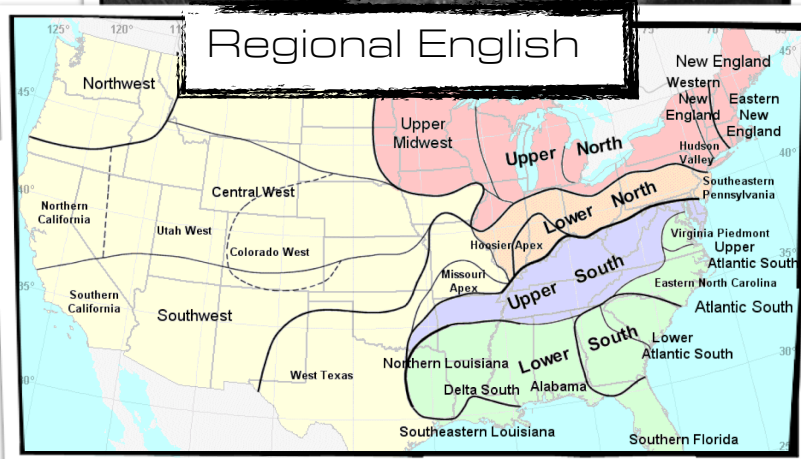 Regional English
125°
120°
75
45°
40°
35°
30°
45°
40°
35°
30°
Northwest
New England
Western
New
England
Eastern
New
England
Upper
Midwest
Upper North
Hudson
Valley
Southeastern
Pennsylvania
Central West
Northern
California
Utah West
Colorado West
Lower North
Hoosier Apex
Virginia Piedmont
Upper
Atlantic South
Missouri
Apex
Upper South
Eastern North Carolina
Southern
California
Southwest
Atlantic South
Lower
Atlantic South
Northern Louisiana
Lower South
West Texas
Delta South
Alabama
Southeastern Louisiana
Southern Florida